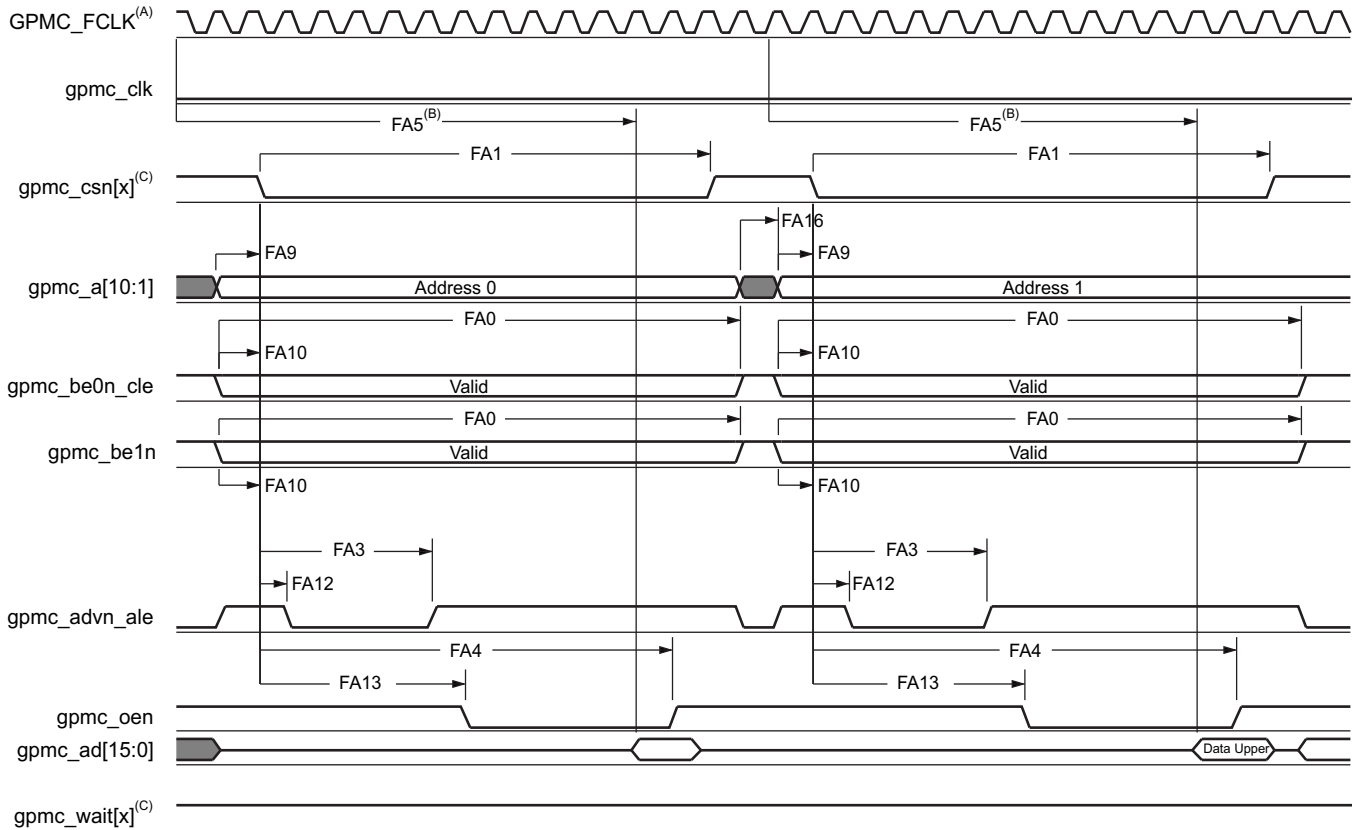 GPMC_FCLK(A)
gpmc_clk
FA5(B) FA5(B)
FA1 FA1
gpmc_csn[x](C)
FA16
FA9 FA9
gpmc_a[10:1] Address 0 Address 1
FA0 FA0
FA10 FA10
gpmc_be0n_cle Valid Valid
FA0 FA0
gpmc_be1n Valid Valid
FA10 FA10
FA3 FA3
FA12 FA12
gpmc_advn_ale
FA4 FA4
FA13 FA13
gpmc_oen
gpmc_ad[15:0] Data Upper
gpmc_wait[x](C)